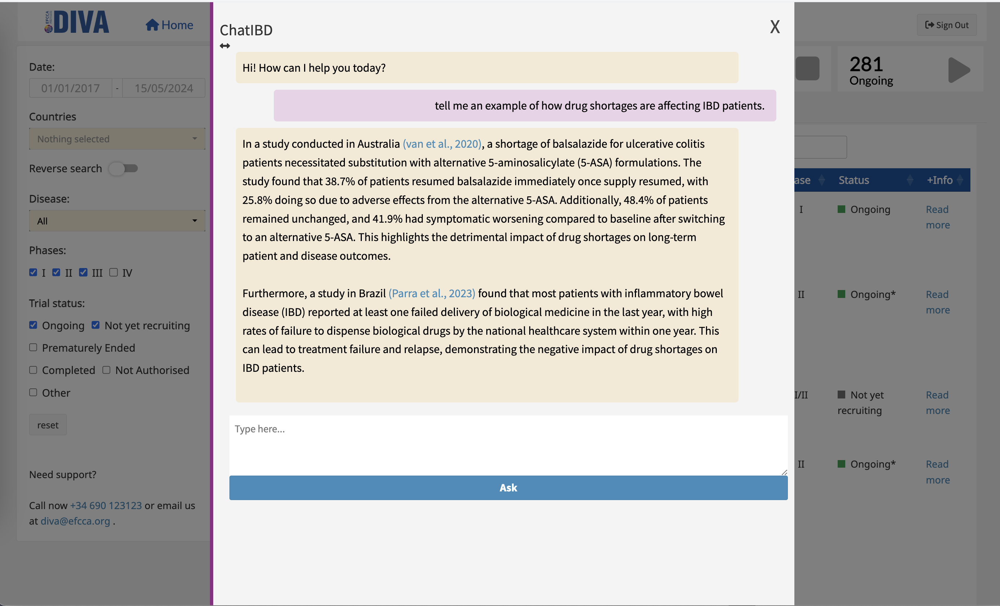 EFCCA
DIVA
Home
Sign Out
Date:
01/01/2017 - 15/05/2024
Countries
Nothing selected
Reverse search
Disease:
All
Phases:
I II III IV
Trial status:
Ongoing Not yet recruiting
Prematurely Ended
Completed Not Authorised
Other
reset
Need support?
Call now +34 690 123123 or email us
at diva@efcca.org .
ChatIBD
X
Hi! How can I help you today?
tell me an example of how drug shortages are affecting IBD patients.
In a study conducted in Australia (van et al., 2020), a shortage of balsalazide for ulcerative colitis
patients necessitated substitution with alternative 5-aminosalicylate (5-ASA) formulations. The
study found that 38.7% of patients resumed balsalazide immediately once supply resumed, with
25.8% doing so due to adverse effects from the alternative 5-ASA. Additionally, 48.4% of patients
remained unchanged, and 41.9% had symptomatic worsening compared to baseline after switching
to an alternative 5-ASA. This highlights the detrimental impact of drug shortages on long-term
patient and disease outcomes.
Furthermore, a study in Brazil (Parra et al., 2023) found that most patients with inflammatory bowel
disease (IBD) reported at least one failed delivery of biological medicine in the last year, with high
rates of failure to dispense biological drugs by the national healthcare system within one year. This
can lead to treatment failure and relapse, demonstrating the negative impact of drug shortages on
IBD patients.
Type here...
Ask
281
Ongoing
ase Status +Info
I Ongoing Read
more
II Ongoing* Read
more
I/II Not yet Read
recruiting more
II Ongoing* Read
more